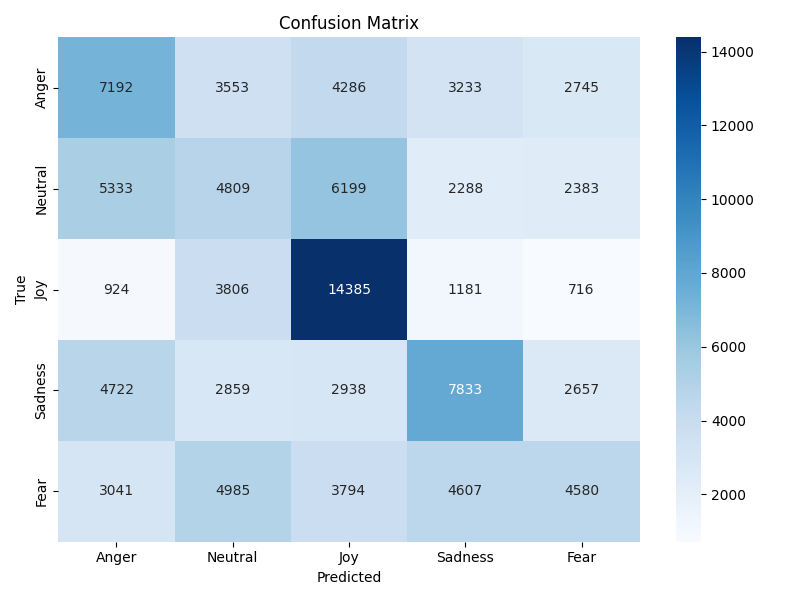 Confusion Matrix
Anger 7192 3553 4286 3233 2745
Neutral 5333 4809 6199 2288 2383
Joy 924 3806 14385 1181 716
Sadness 4722 2859 2938 7833 2657
Fear 3041 4985 3794 4607 4580
True
Anger Neutral Joy Sadness Fear
Predicted
14000
12000
10000
8000
6000
4000
2000